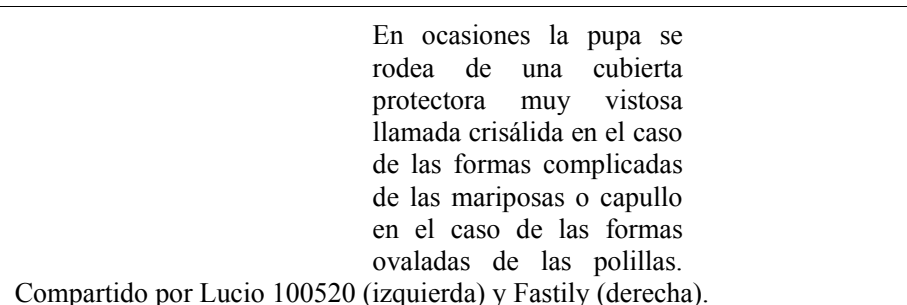 En ocasiones la pupa se
rodea de una cubierta
protectora muy vistosa
llamada crisálida en el caso
de las formas complicadas
de las mariposas o capullo
en el caso de las formas
ovaladas de las polillas.
Compartido por Lucio 100520 (izquierda) y Fastily (derecha).